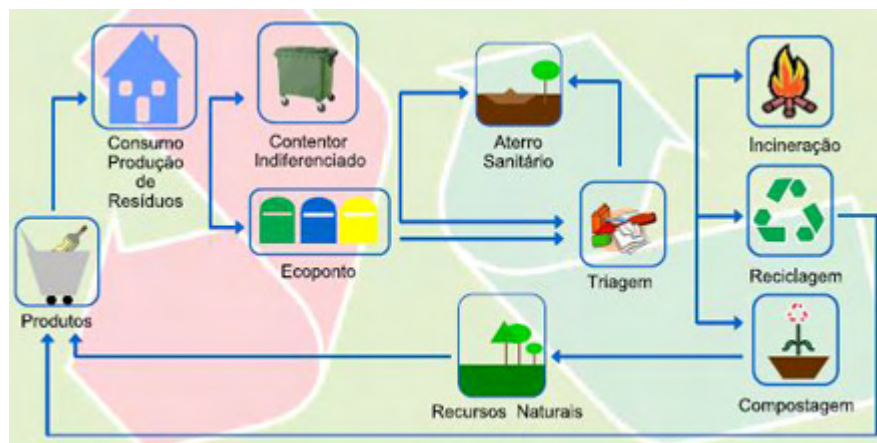 Consumo
Produção
de
Resíduos
Contentor
Indiferenciado
Aterro
Sanitário
Incineração
Ecoponto
Triagem
Reciclagem
Produtos
Recursos Naturais
Compostagem